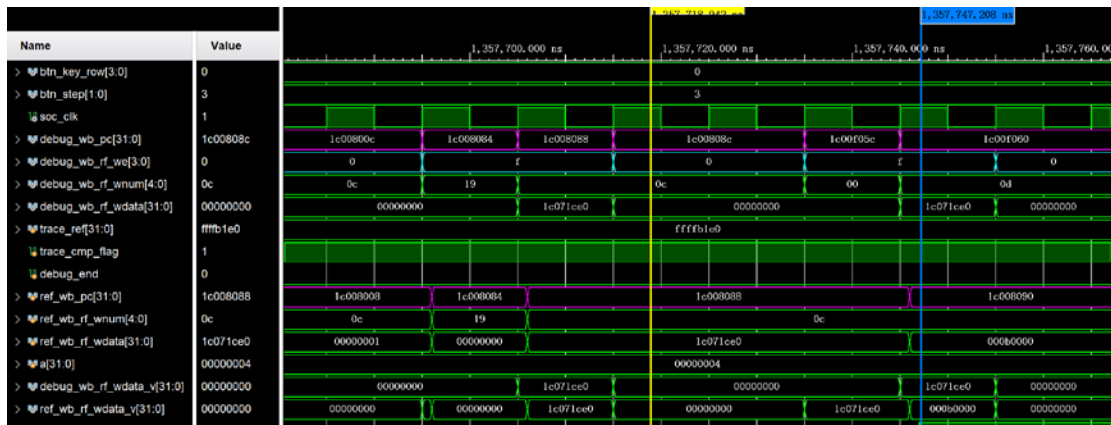 1,357,718.942 ns
1,357,747.208 ns
Name Value
1,357,700.000 ns 1,357,720.000 ns 1,357,740.000 ns 1,357,760.0
btn_key_row[3:0] 0 0
btn_step[1:0] 3 3
soc_clk 1
debug_wb_pc[31:0] 1c00808c 1c00800c 1c008084 1c008088 1c00808c 1c00f05c 1c00f060
debug_wb_rf_we[3:0] 0 0 f 0 f 0
debug_wb_rf_wnum[4:0] 0c 0c 19 0c 00 0d
debug_wb_rf_wdata[31:0] 00000000 00000000 1c071ce0 00000000 1c071ce0 00000000
trace_ref[31:0] ffffb1e0 ffffb1e0
trace_cmp_flag 1
debug_end 0
ref_wb_pc[31:0] 1c008088 1c008008 1c008084 1c008088 1c008090
ref_wb_rf_wnum[4:0] 0c 0c 19 0c
ref_wb_rf_wdata[31:0] 1c071ce0 00000001 00000000 1c071ce0 000b0000
a[31:0] 00000004 00000004
debug_wb_rf_wdata_v[31:0] 00000000 00000000 1c071ce0 00000000 1c071ce0 00000000
ref_wb_rf_wdata_v[31:0] 00000000 00000000 00000000 1c071ce0 00000000 1c071ce0 000b0000 00000000